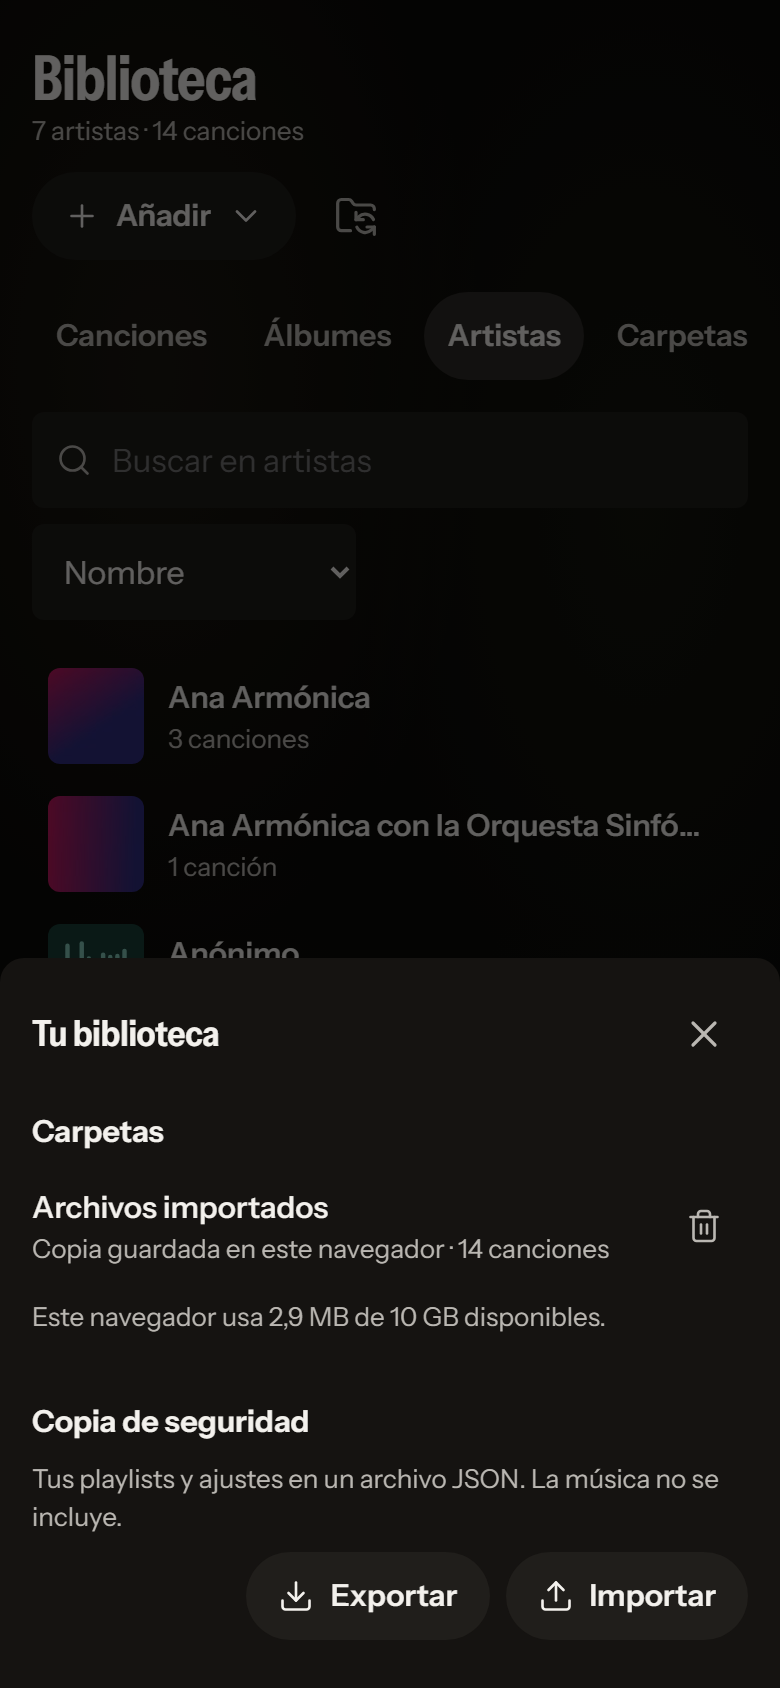 Biblioteca
7 artistas · 14 canciones
Añadir
Canciones Álbumes Artistas Carpetas
Buscar en artistas
Nombre
Ana Armónica
3 canciones
Ana Armónica con la Orquesta Sinfó...
1 canción
Anónimo
Tu biblioteca
Carpetas
Archivos importados
Copia guardada en este navegador · 14 canciones
Este navegador usa 2,9 MB de 10 GB disponibles.
Copia de seguridad
Tus playlists y ajustes en un archivo JSON. La música no se
incluye.
Exportar Importar